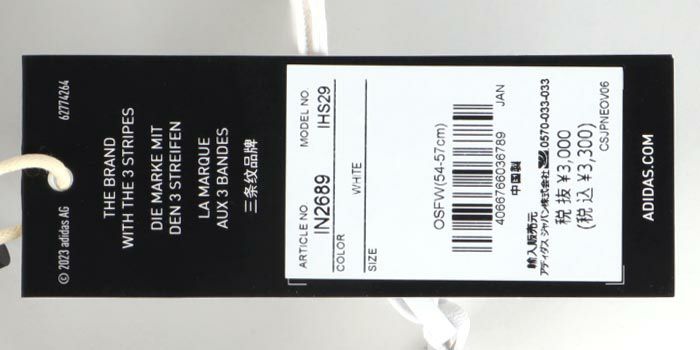 © 2023 adidas AG
62774264
THE BRAND
WITH THE 3 STRIPES
DIE MARKE MIT
DEN 3 STREIFEN
LA MARQUE
AUX 3 BANDES
三条纹品牌
ARTICLE NO.
MODEL NO.
IN2689
IHS29
COLOR
WHITE
SIZE
OSFW(54-57cm)
4066766036789
JAN
中国製
輸入販売元
アディダス ジャパン株式会社 0570-033-033
税 抜 ¥3,000
(税 込 ¥3,300)
CSJPNEOV06
ADIDAS.COM